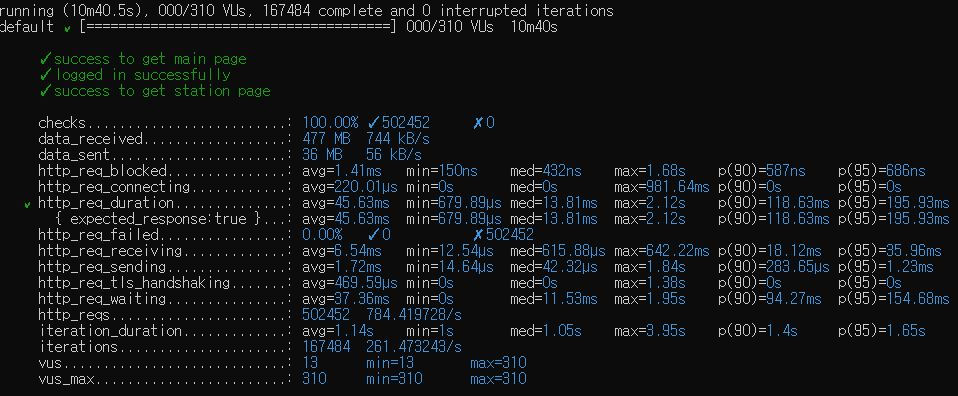 running (10m40.5s), 000/310 VUs, 167484 complete and 0 interrupted iterations
default ✓ [======================================] 000/310 VUs  10m40s
✓ success to get main page
✓ logged in successfully
✓ success to get station page
checks.........................: 100.00% ✓ 502452     ✗ 0
data_received..................: 477 MB  744 kB/s
data_sent......................: 36 MB   56 kB/s
http_req_blocked...............: avg=1.41ms   min=150ns    med=432ns    max=1.68s    p(90)=587ns    p(95)=686ns
http_req_connecting............: avg=220.01µs min=0s       med=0s       max=981.64ms p(90)=0s       p(95)=0s
✓ http_req_duration..............: avg=45.63ms  min=679.89µs med=13.81ms  max=2.12s    p(90)=118.63ms p(95)=195.93ms
{ expected_response:true }...: avg=45.63ms  min=679.89µs med=13.81ms  max=2.12s    p(90)=118.63ms p(95)=195.93ms
http_req_failed................: 0.00%   ✓ 0          ✗ 502452
http_req_receiving.............: avg=6.54ms   min=12.54µs  med=615.88µs max=642.22ms p(90)=18.12ms  p(95)=35.96ms
http_req_sending...............: avg=1.72ms   min=14.64µs  med=42.32µs  max=1.84s    p(90)=283.65µs p(95)=1.23ms
http_req_tls_handshaking.......: avg=469.59µs min=0s       med=0s       max=1.38s    p(90)=0s       p(95)=0s
http_req_waiting...............: avg=37.36ms  min=0s       med=11.53ms  max=1.95s    p(90)=94.27ms  p(95)=154.68ms
http_reqs......................: 502452  784.419728/s
iteration_duration.............: avg=1.14s    min=1s       med=1.05s    max=3.95s    p(90)=1.4s     p(95)=1.65s
iterations.....................: 167484  261.473243/s
vus............................: 13      min=13       max=310
vus_max........................: 310     min=310      max=310